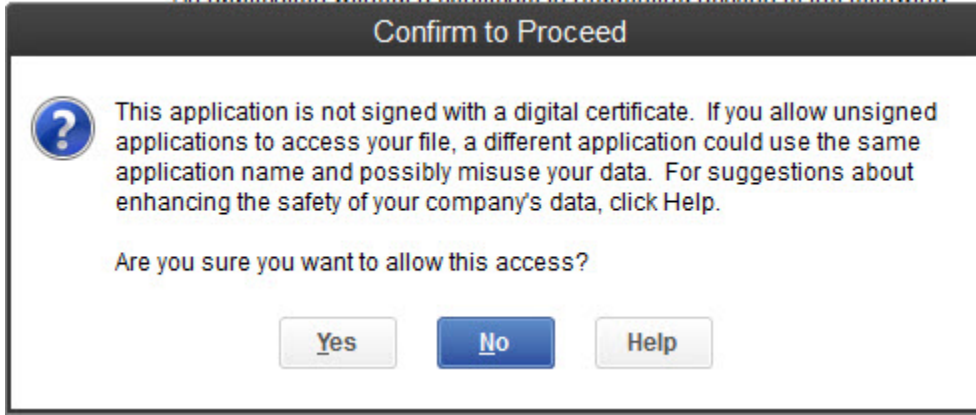 Confirm to Proceed
This application is not signed with a digital certificate.  If you allow unsigned
applications to access your file, a different application could use the same
application name and possibly misuse your data.  For suggestions about
enhancing the safety of your company's data, click Help.
Are you sure you want to allow this access?
Yes No Help